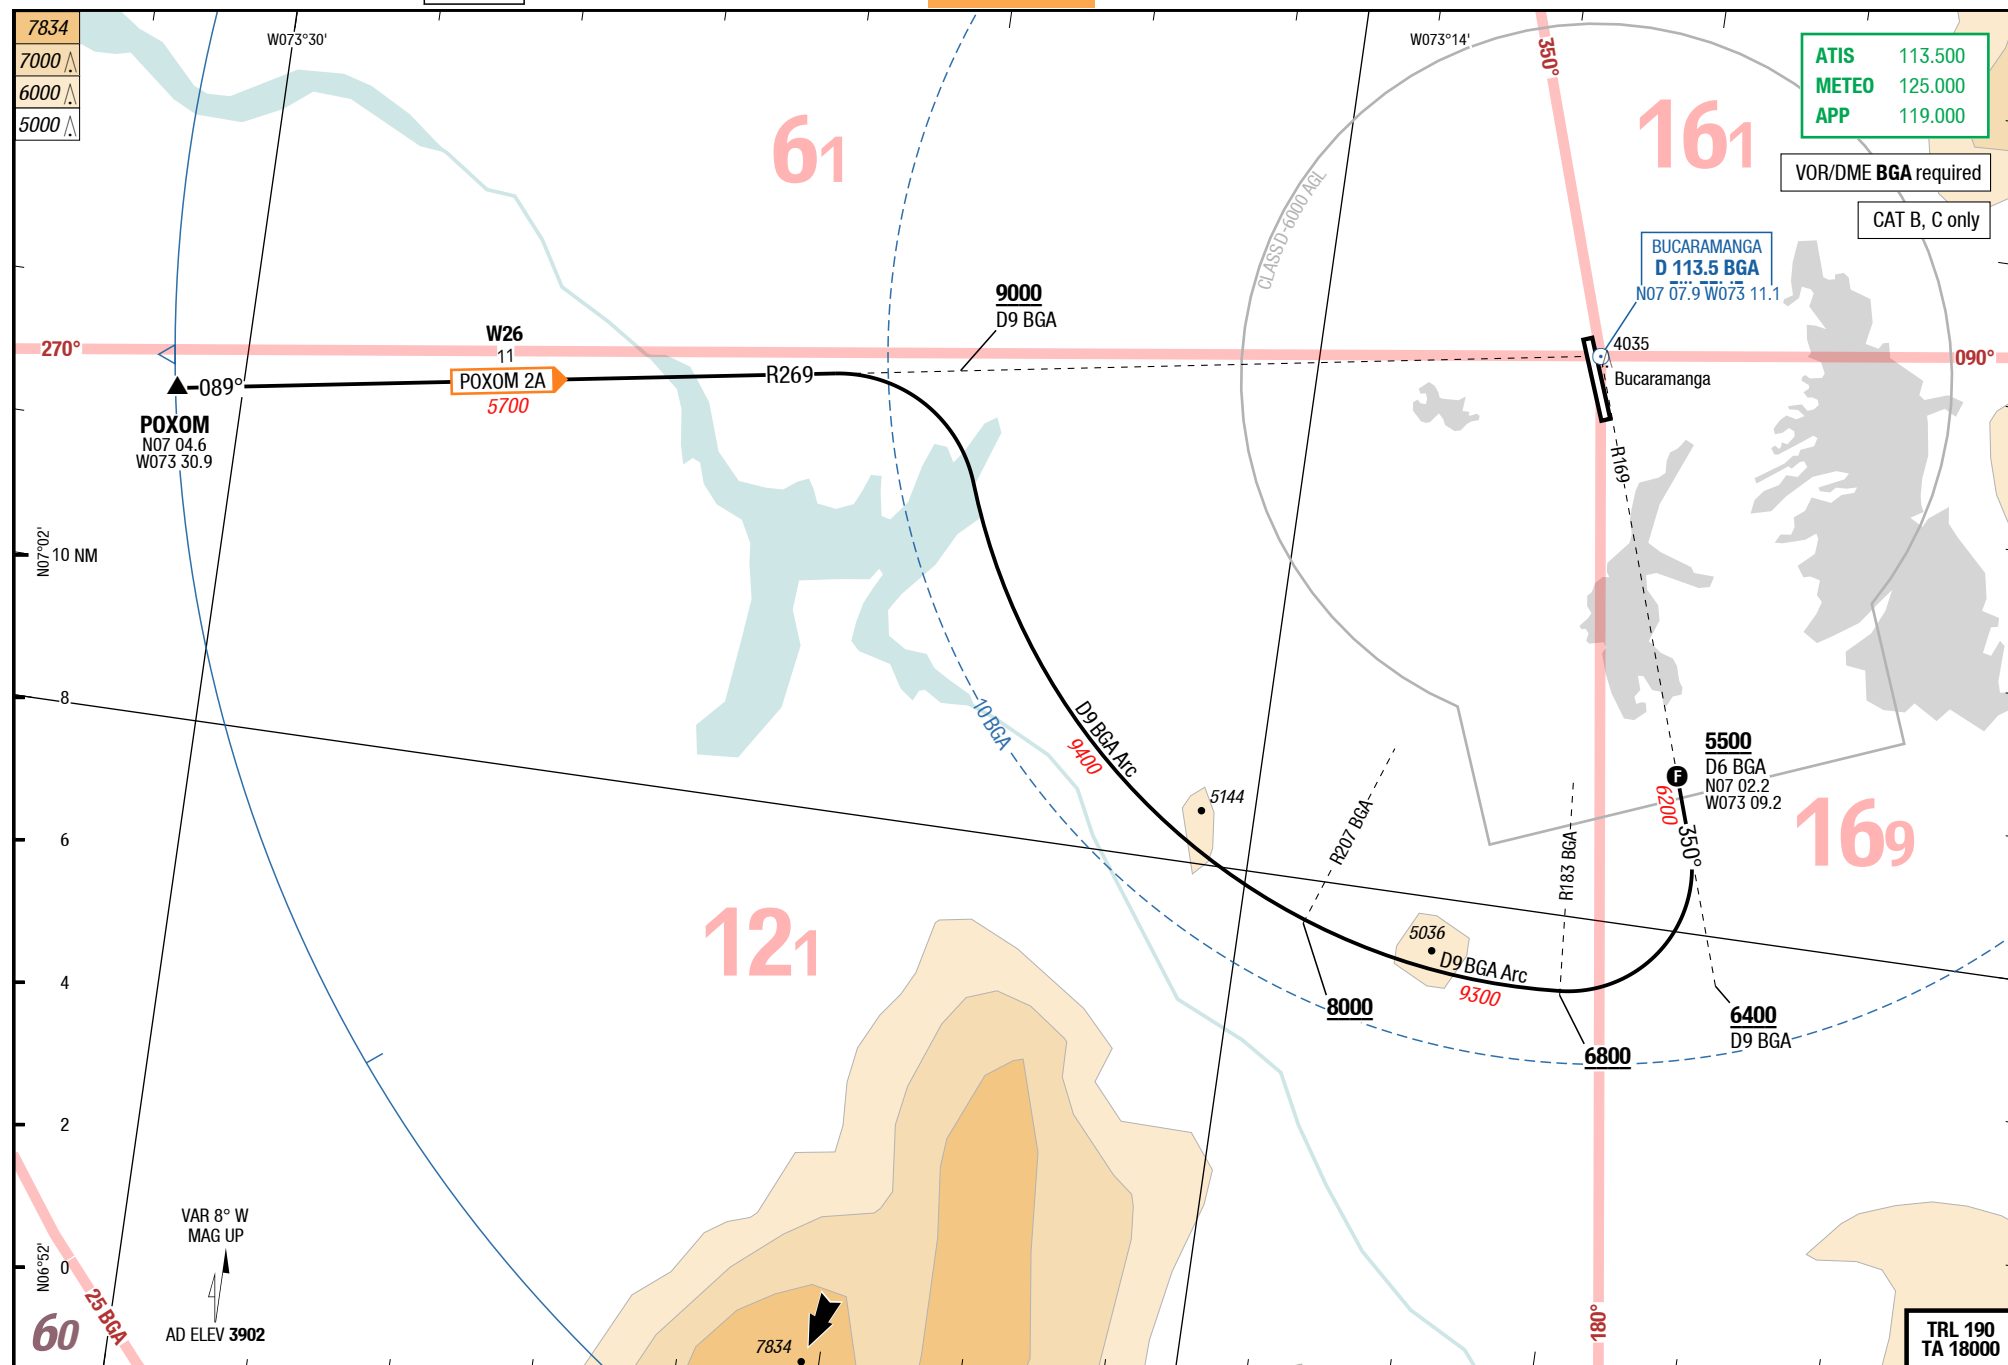 7834
7000
6000
5000
W073°30'
W073°14'
350°
ATIS 113.500
METEO 125.000
APP 119.000
61
161
VOR/DME BGA required
CAT B, C only
CLASS D-6000 AGL
BUCARAMANGA
D 113.5 BGA
N07 07.9 W073 11.1
9000
D9 BGA
270°
W26
11
POXOM 2A
5700
089°
R269
4035
Bucaramanga
090°
POXOM
N07 04.6
W073 30.9
R169
N07°02'
10 NM
8
6
4
2
0
10 BGA
D9 BGA Arc
9400
5144
R207 BGA
R183 BGA
5500
D6 BGA
N07 02.2
W073 09.2
6200
350°
169
121
5036
D9 BGA Arc
9300
8000
6800
6400
D9 BGA
VAR 8° W
MAG UP
N06°52'
AD ELEV 3902
60
25 BGA
7834
180°
TRL 190
TA 18000